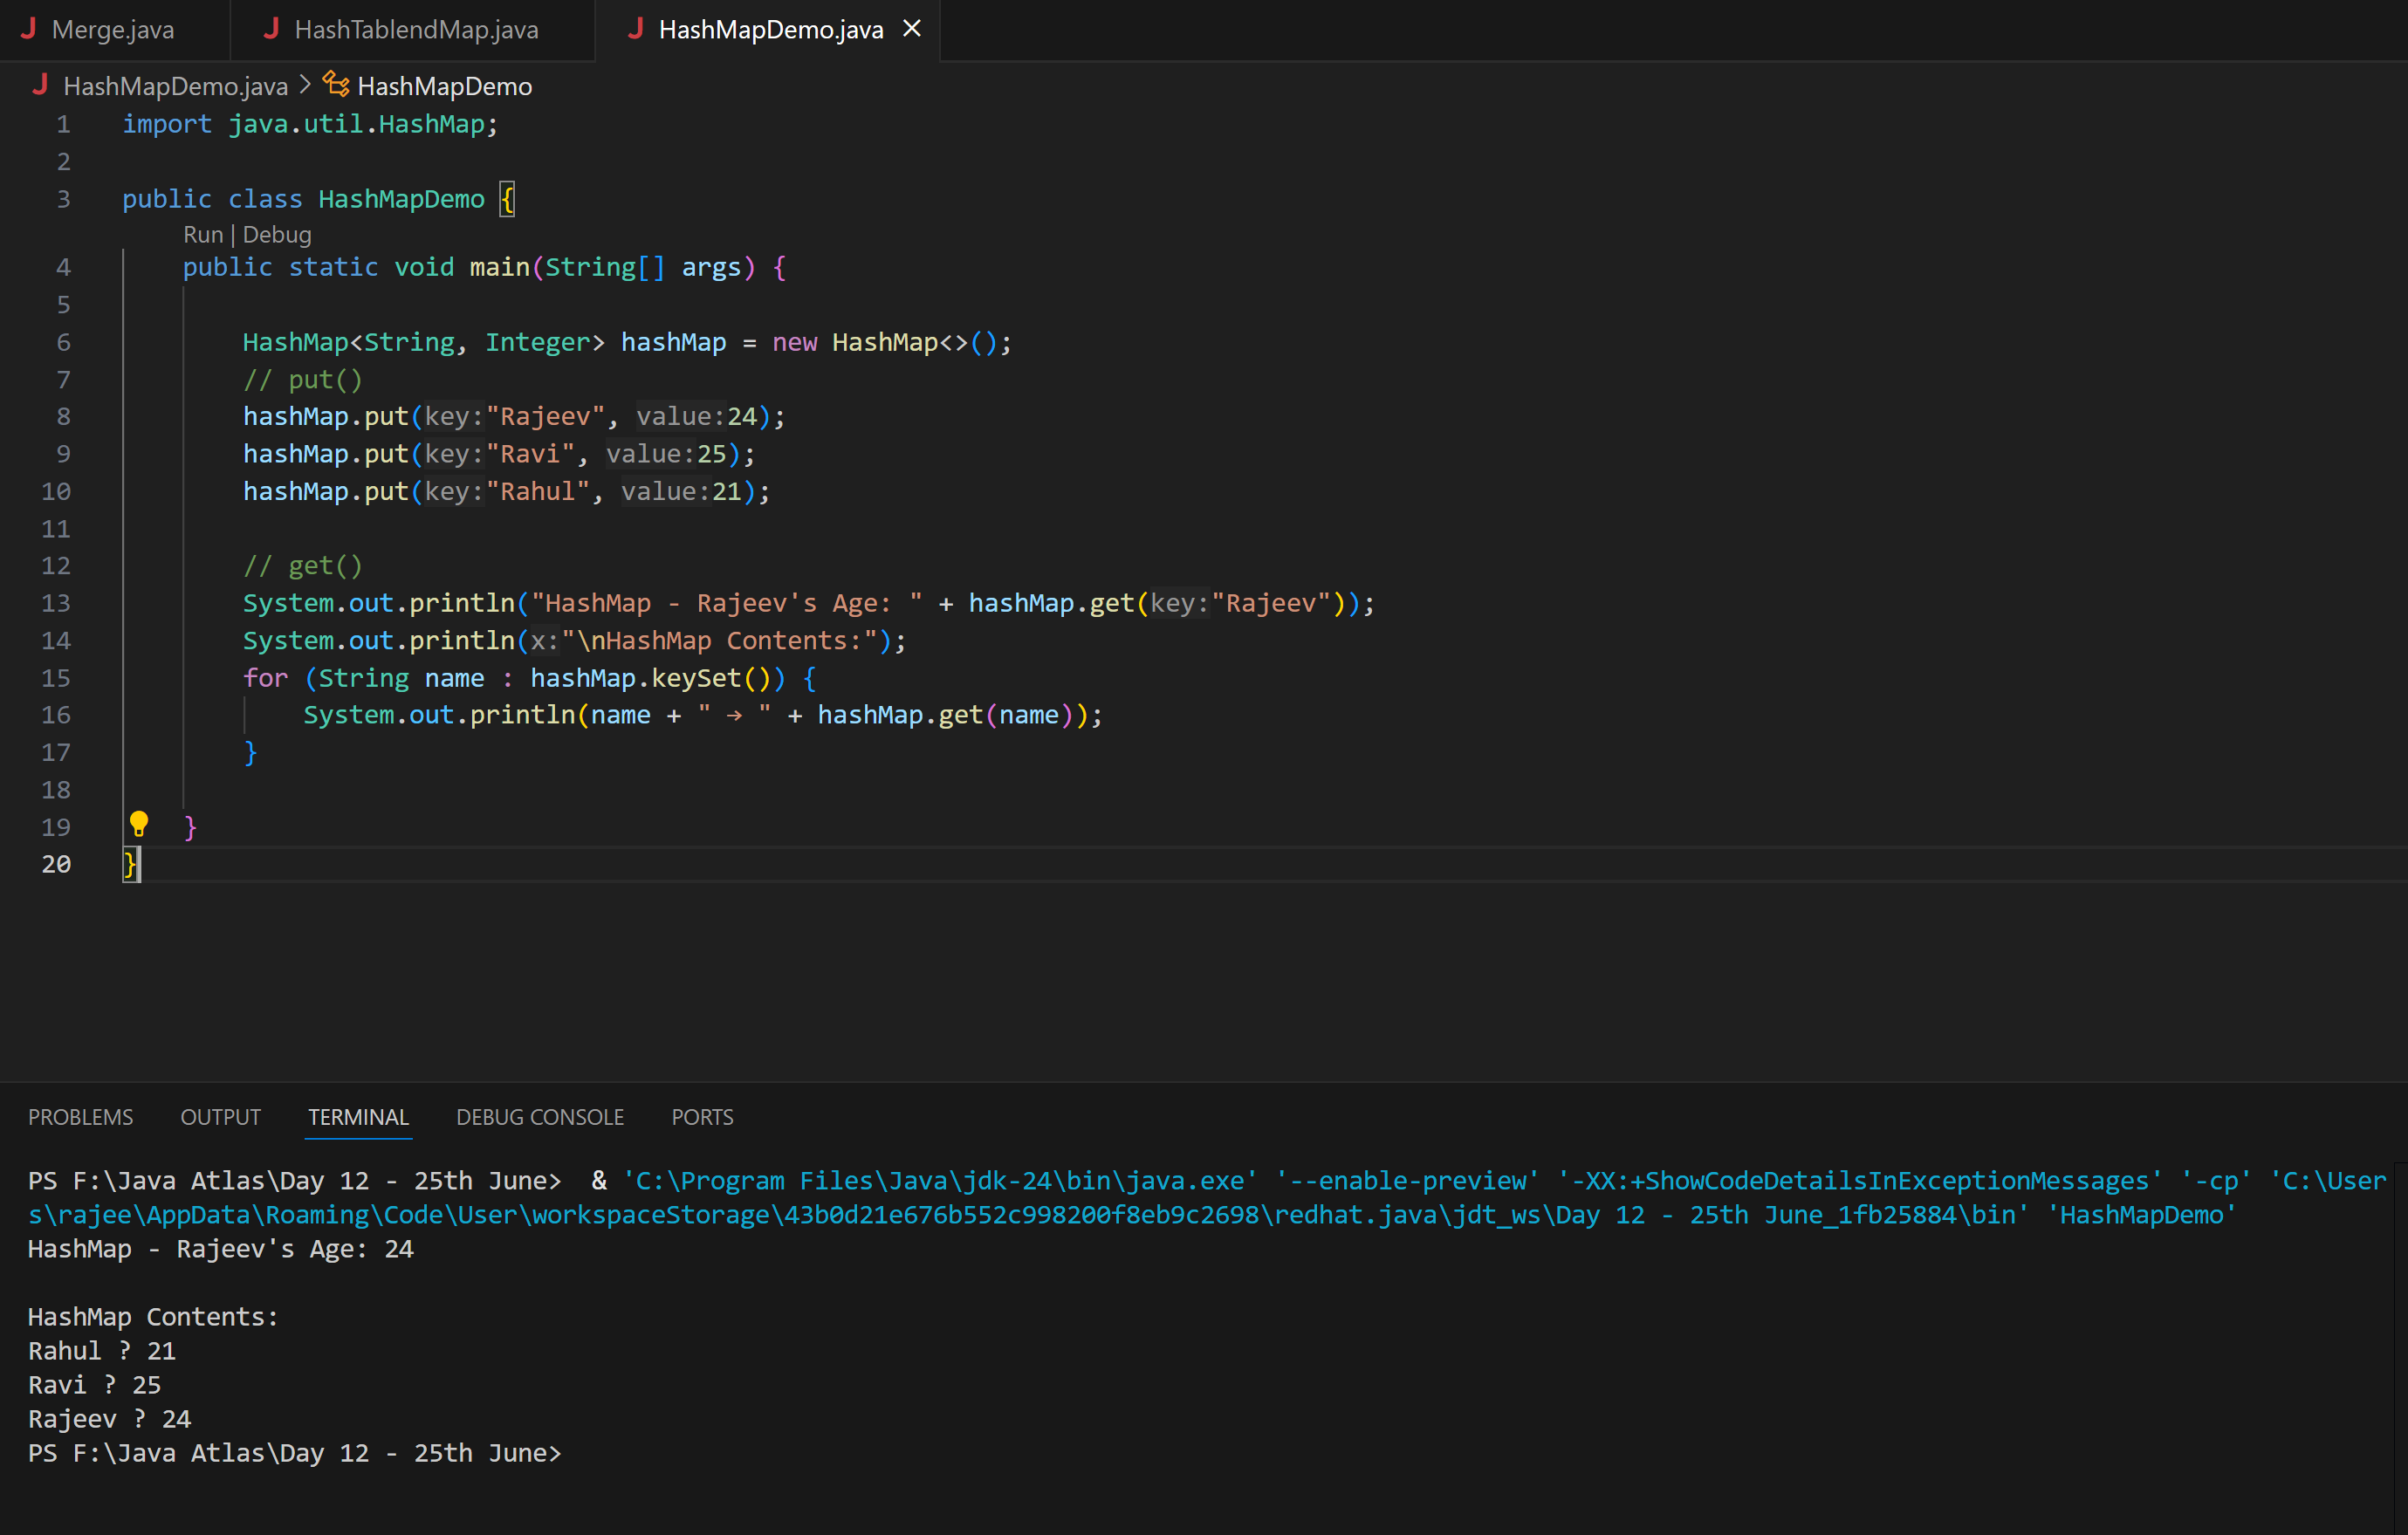 Merge.java
HashTablendMap.java
HashMapDemo.java
HashMapDemo.java > HashMapDemo
1 import java.util.HashMap;
2
3 public class HashMapDemo {
Run | Debug
4 public static void main(String[] args) {
5
6 HashMap<String, Integer> hashMap = new HashMap<>();
7 // put()
8 hashMap.put(key:"Rajeev", value:24);
9 hashMap.put(key:"Ravi", value:25);
10 hashMap.put(key:"Rahul", value:21);
11
12 // get()
13 System.out.println("HashMap - Rajeev's Age: " + hashMap.get(key:"Rajeev"));
14 System.out.println(x:"\nHashMap Contents:");
15 for (String name : hashMap.keySet()) {
16 System.out.println(name + " → " + hashMap.get(name));
17 }
18
19 }
20 }
PROBLEMS OUTPUT TERMINAL DEBUG CONSOLE PORTS
PS F:\Java Atlas\Day 12 - 25th June>  & 'C:\Program Files\Java\jdk-24\bin\java.exe' '--enable-preview' '-XX:+ShowCodeDetailsInExceptionMessages' '-cp' 'C:\User
s\rajee\AppData\Roaming\Code\User\workspaceStorage\43b0d21e676b552c998200f8eb9c2698\redhat.java\jdt_ws\Day 12 - 25th June_1fb25884\bin' 'HashMapDemo'
HashMap - Rajeev's Age: 24
HashMap Contents:
Rahul ? 21
Ravi ? 25
Rajeev ? 24
PS F:\Java Atlas\Day 12 - 25th June>